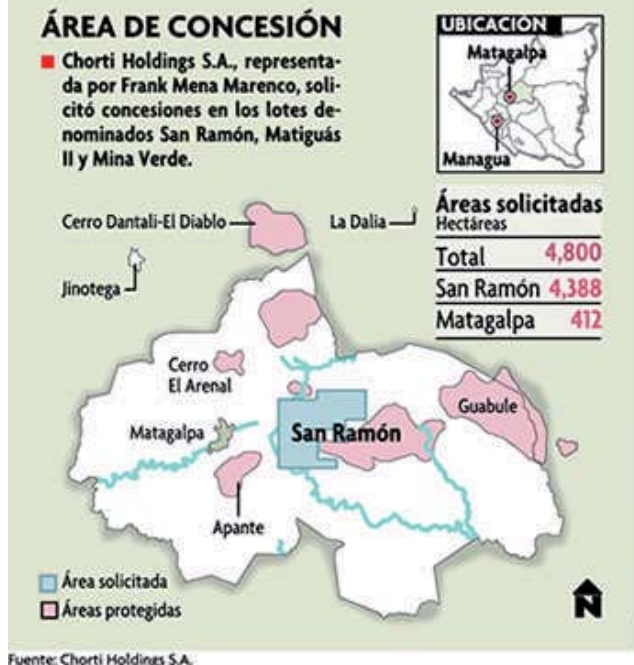 ÁREA DE CONCESIÓN
Chorti Holdings S.A., representa-
da por Frank Mena Marenco, soli-
citó concesiones en los lotes de-
nominados San Ramón, Matiguás
II y Mina Verde.
UBICACIÓN
Matagalpa
Managua
Áreas solicitadas
Hectáreas
Total 4,800
San Ramón 4,388
Matagalpa 412
Cerro Dantali-El Diablo
La Dalia
Jinotega
Cerro
El Arenal
Matagalpa
San Ramón
Guabule
Apante
Área solicitada
Áreas protegidas
N
Fuente: Chorti Holdings S.A.